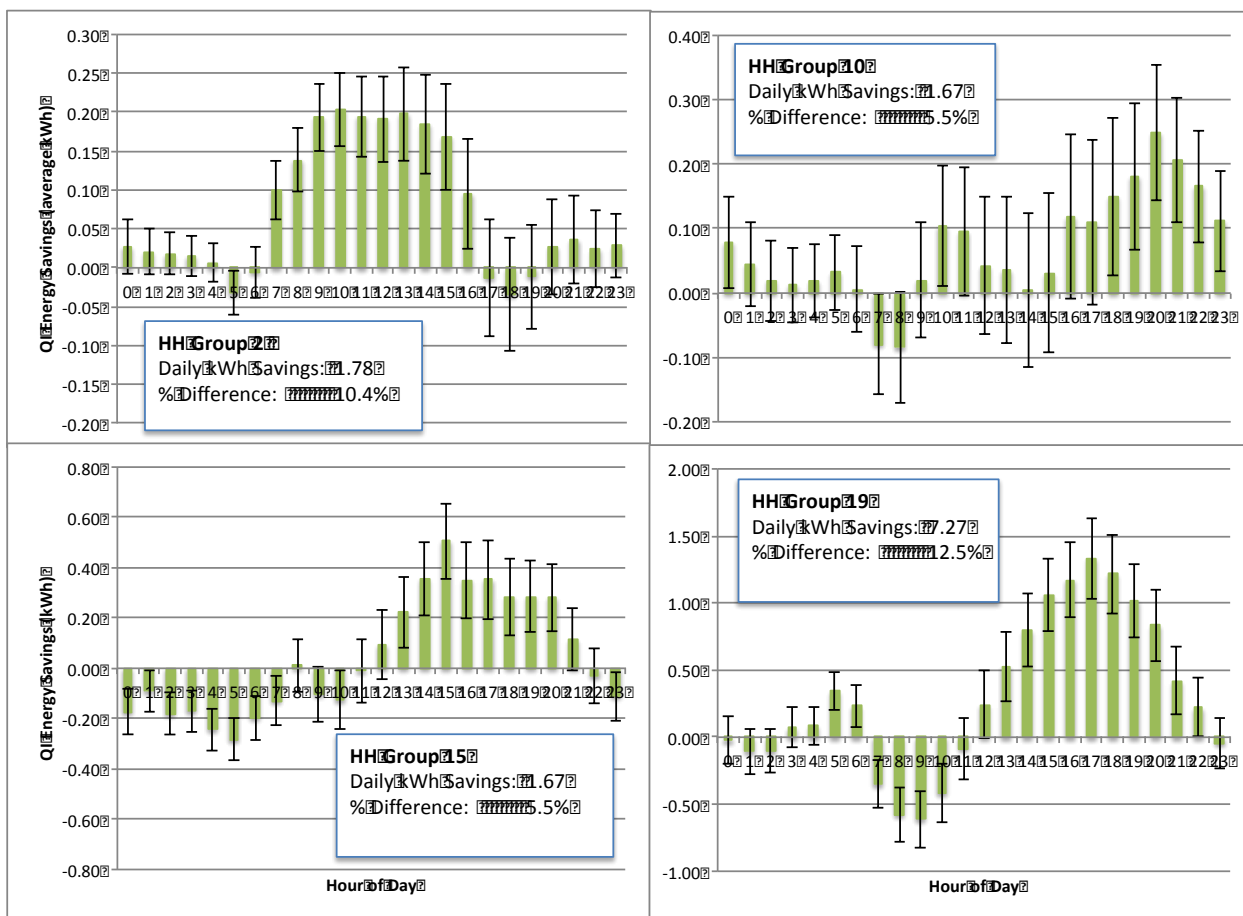 QI Energy Savings (average kWh)
0.30
0.25
0.20
0.15
0.10
0.05
0.00
-0.05
-0.10
-0.15
-0.20
0 1 2 3 4 5 6 7 8 9 10 11 12 13 14 15 16 17 18 19 20 21 22 23
HH Group 2
Daily kWh Savings: 1.78
% Difference: 10.4%
0.40
0.30
0.20
0.10
0.00
-0.10
-0.20
0 1 2 3 4 5 6 7 8 9 10 11 12 13 14 15 16 17 18 19 20 21 22 23
HH Group 10
Daily kWh Savings: 1.67
% Difference: 5.5%
QI Energy Savings (kWh)
0.80
0.60
0.40
0.20
0.00
-0.20
-0.40
-0.60
-0.80
0 1 2 3 4 5 6 7 8 9 10 11 12 13 14 15 16 17 18 19 20 21 22 23
HH Group 15
Daily kWh Savings: 1.67
% Difference: 5.5%
Hour of Day
2.00
1.50
1.00
0.50
0.00
-0.50
-1.00
0 1 2 3 4 5 6 7 8 9 10 11 12 13 14 15 16 17 18 19 20 21 22 23
HH Group 19
Daily kWh Savings: 7.27
% Difference: 12.5%
Hour of Day